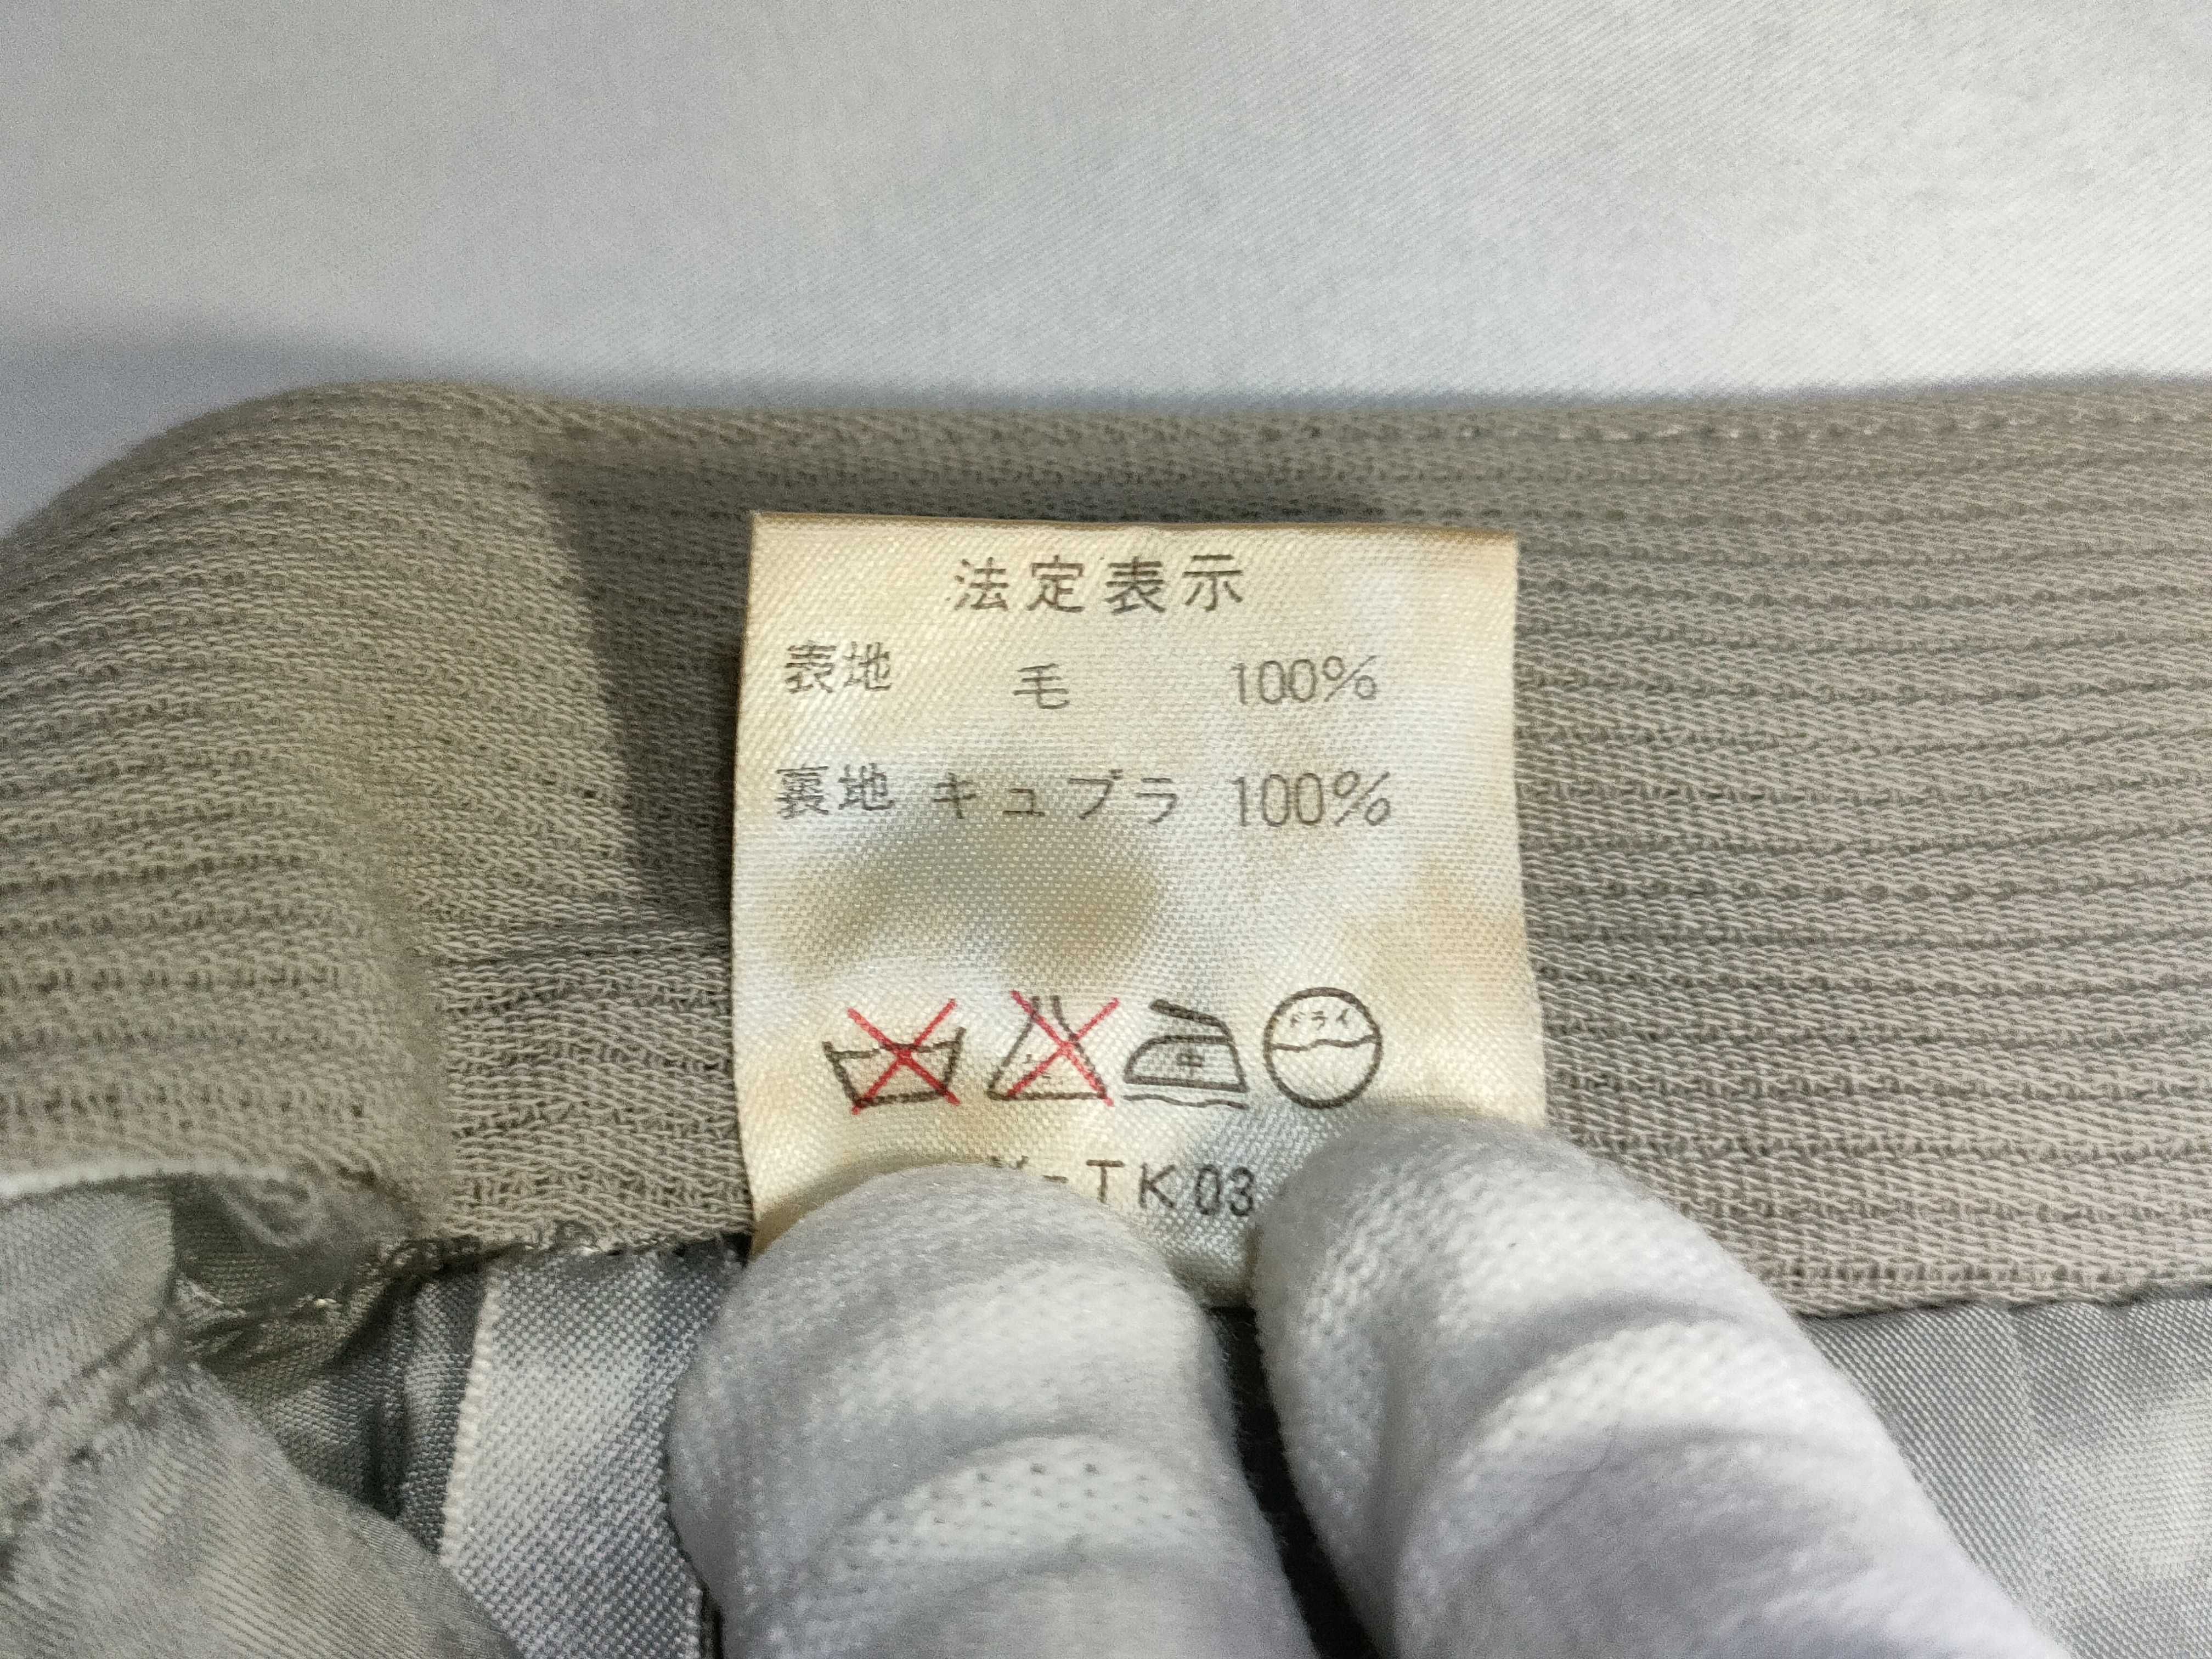 法定表示
表地 毛 100%
裏地 キュプラ 100%
中
ドライ
-TK03